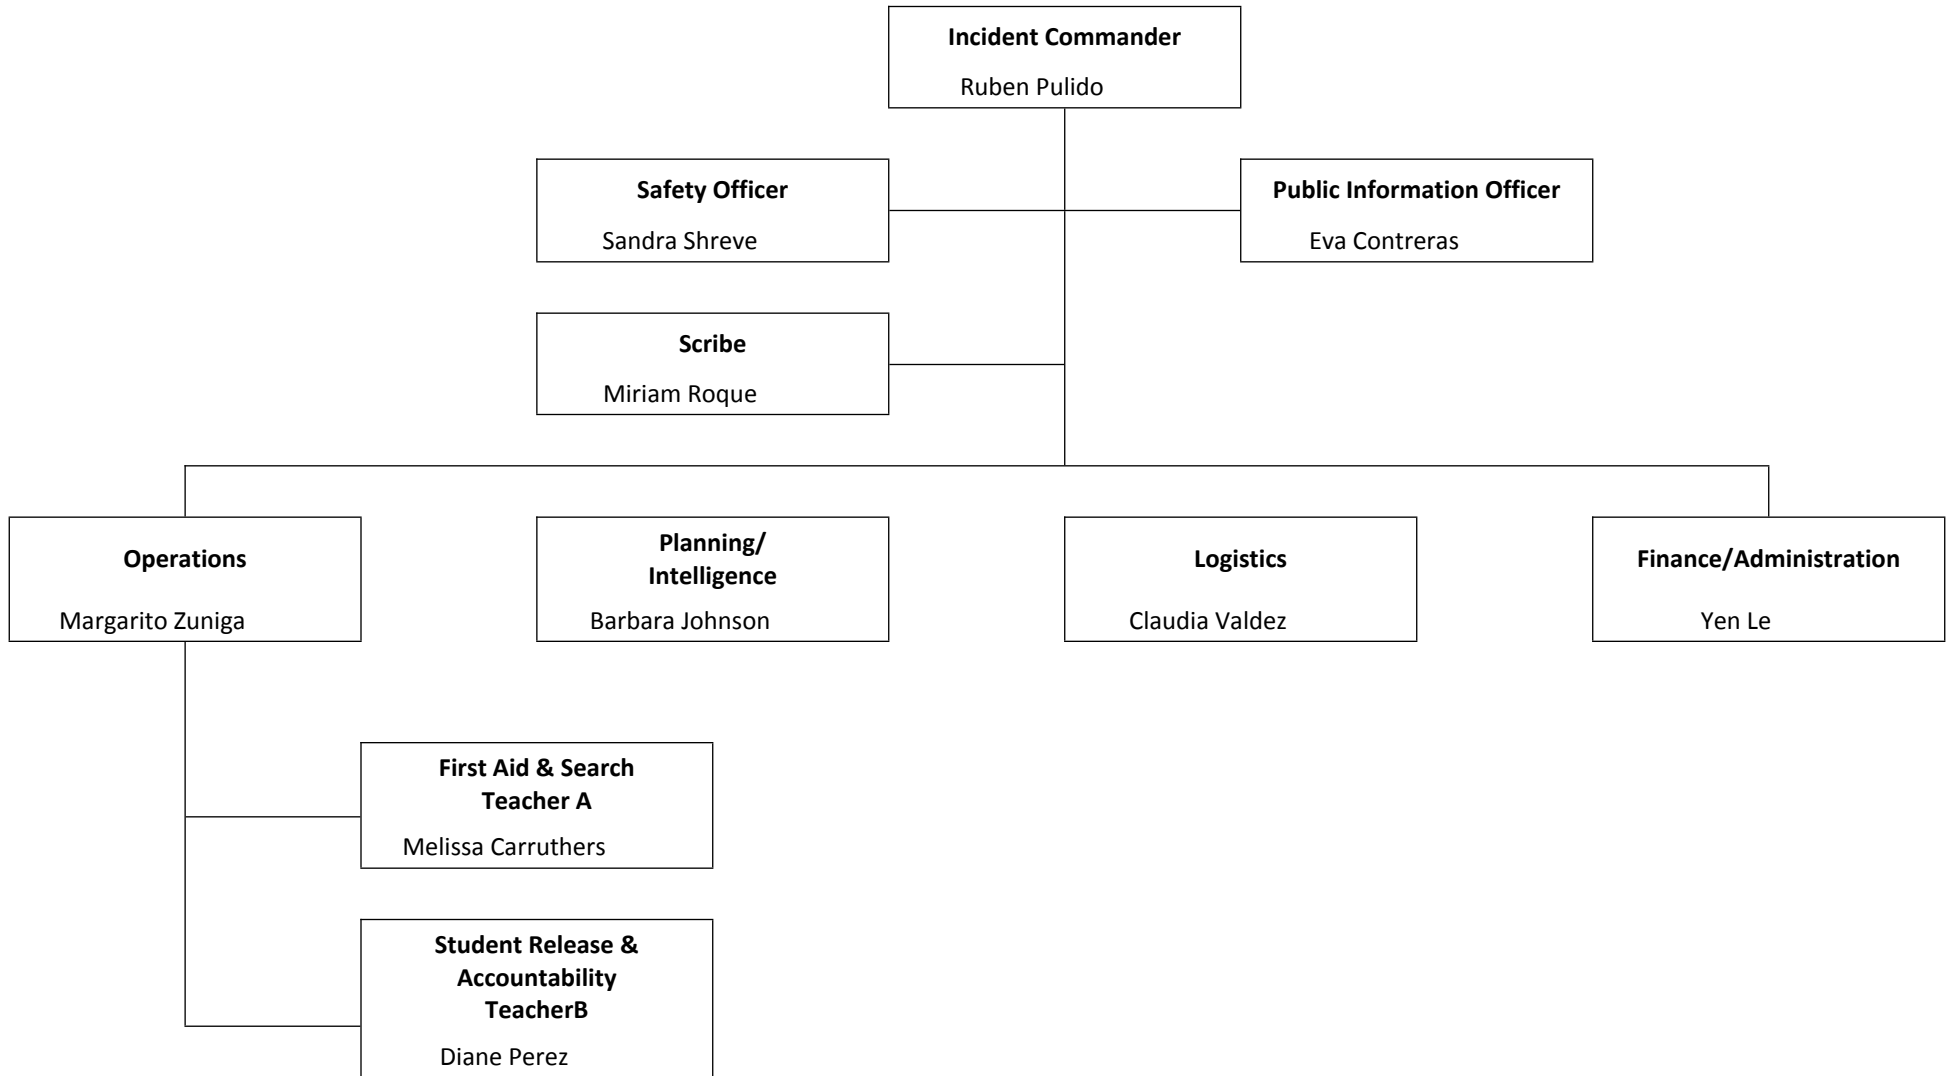 Incident Commander
Ruben Pulido
Safety Officer
Sandra Shreve
Public Information Officer
Eva Contreras
Scribe
Miriam Roque
Operations
Margarito Zuniga
Planning/
Intelligence
Barbara Johnson
Logistics
Claudia Valdez
Finance/Administration
Yen Le
First Aid & Search
Teacher A
Melissa Carruthers
Student Release &
Accountability
TeacherB
Diane Perez